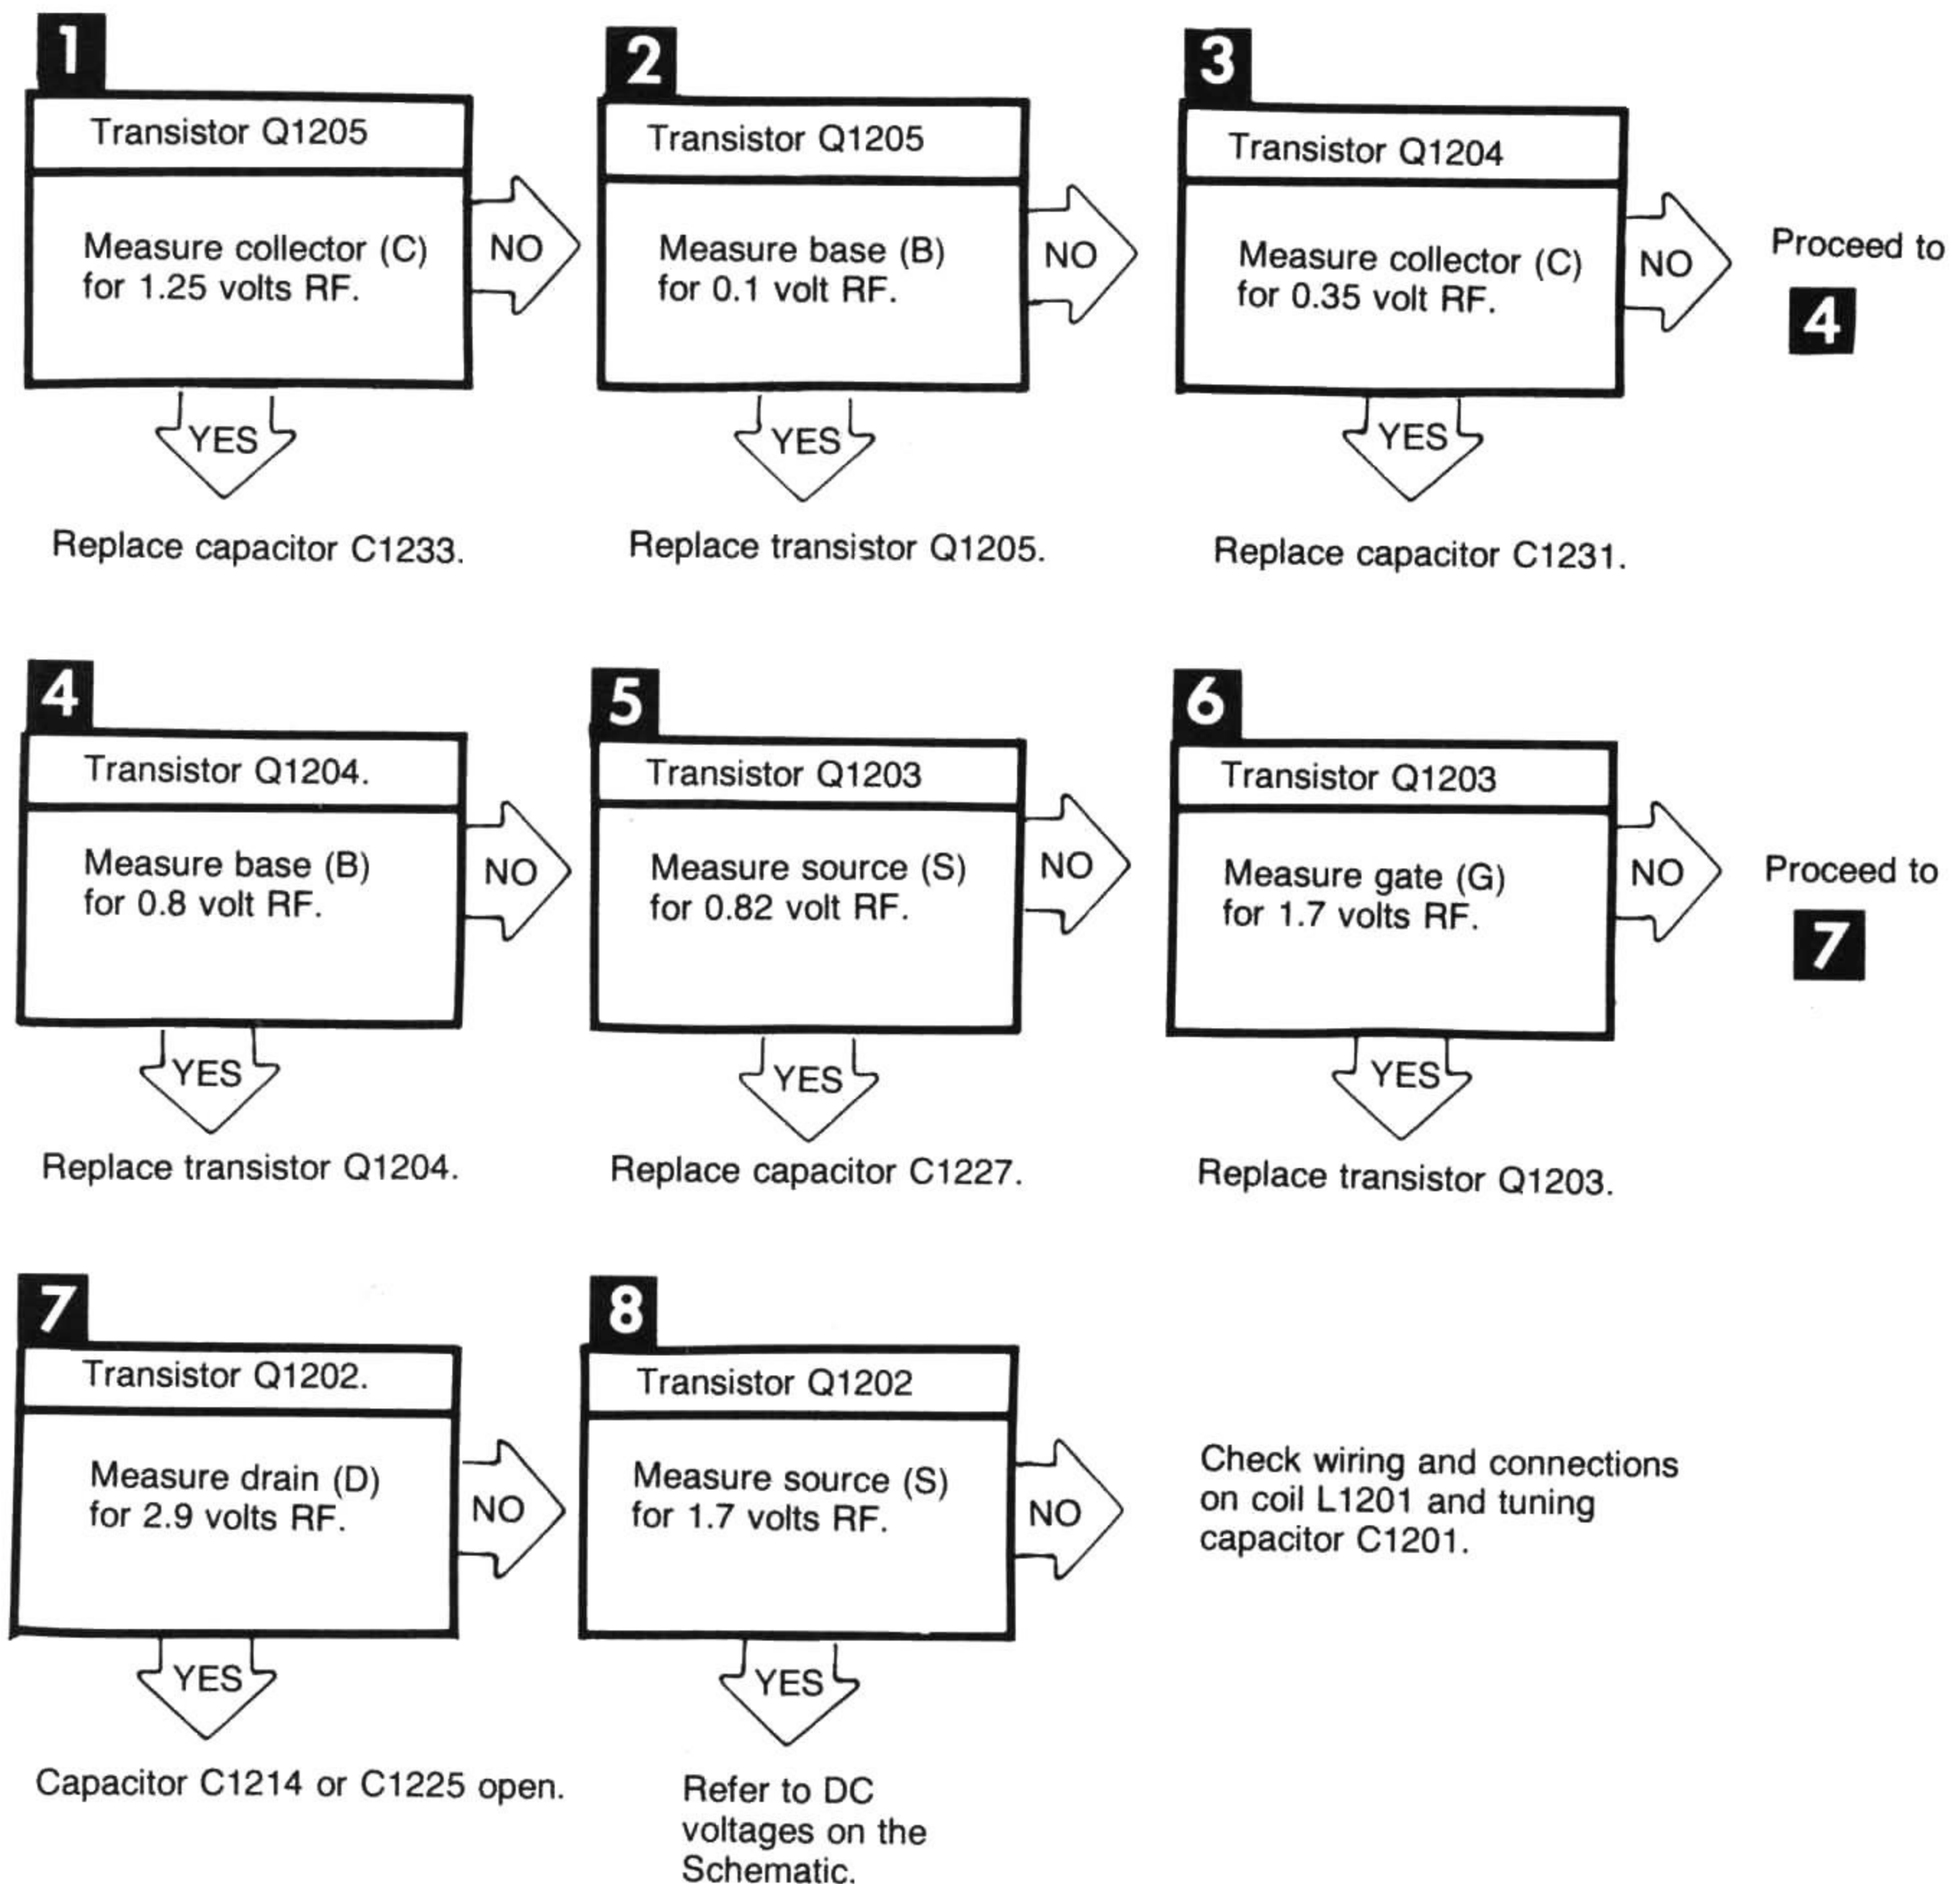 1
Transistor Q1205
Measure collector (C)
for 1.25 volts RF.
NO
YES
Replace capacitor C1233.
2
Transistor Q1205
Measure base (B)
for 0.1 volt RF.
NO
YES
Replace transistor Q1205.
3
Transistor Q1204
Measure collector (C)
for 0.35 volt RF.
NO
YES
Replace capacitor C1231.
Proceed to
4
4
Transistor Q1204.
Measure base (B)
for 0.8 volt RF.
NO
YES
Replace transistor Q1204.
5
Transistor Q1203
Measure source (S)
for 0.82 volt RF.
NO
YES
Replace capacitor C1227.
6
Transistor Q1203
Measure gate (G)
for 1.7 volts RF.
NO
YES
Replace transistor Q1203.
Proceed to
7
7
Transistor Q1202.
Measure drain (D)
for 2.9 volts RF.
NO
YES
Capacitor C1214 or C1225 open.
8
Transistor Q1202
Measure source (S)
for 1.7 volts RF.
NO
YES
Refer to DC
voltages on the
Schematic.
Check wiring and connections
on coil L1201 and tuning
capacitor C1201.